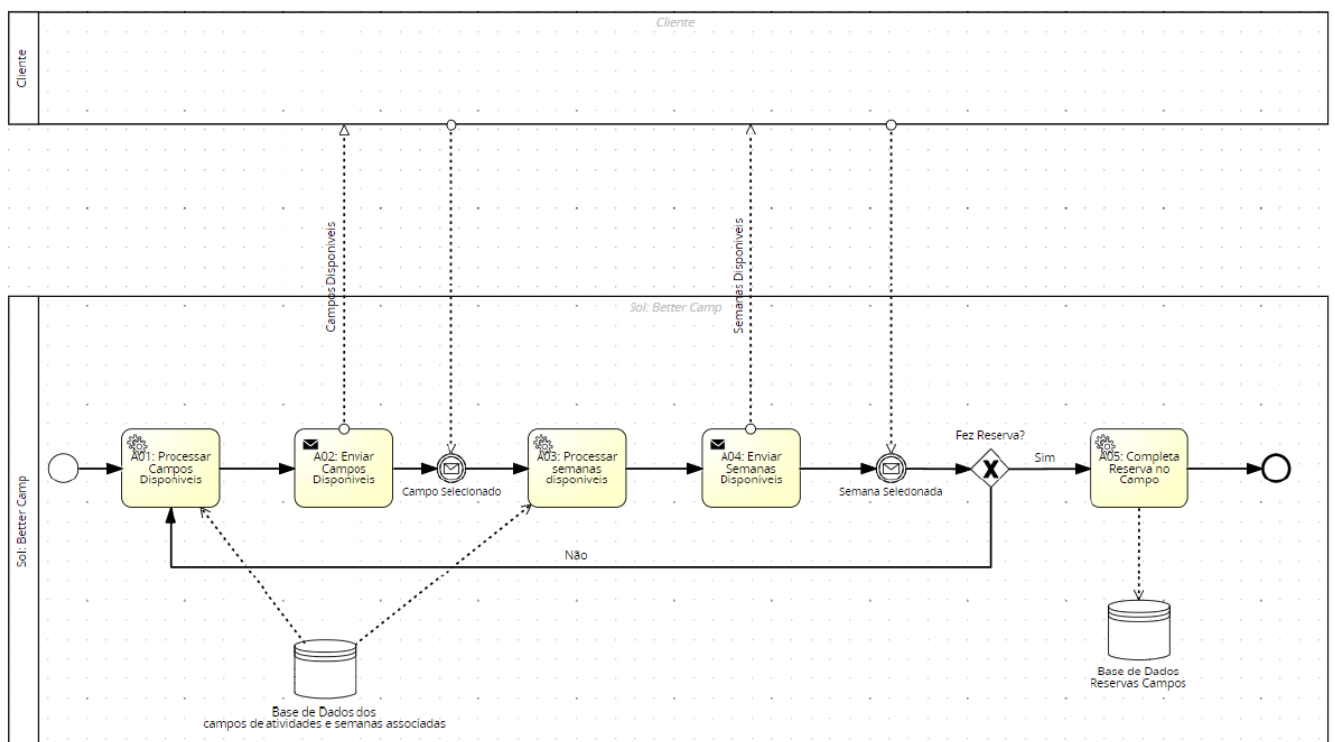 Cliente
Cliente
Campos Disponíveis
Semanas Disponíveis
Sol: Better Camp
Sol: Better Camp
A01: Processar
Campos
Disponíveis
A02: Enviar
Campos
Disponíveis
Campo Selecionado
A03: Processar
semanas
disponíveis
A04: Enviar
Semanas
Disponíveis
Semana Selecionada
Fez Reserva?
Sim
A05: Completa
Reserva no
Campo
Não
Base de Dados dos
campos de atividades e semanas associadas
Base de Dados
Reservas Campos